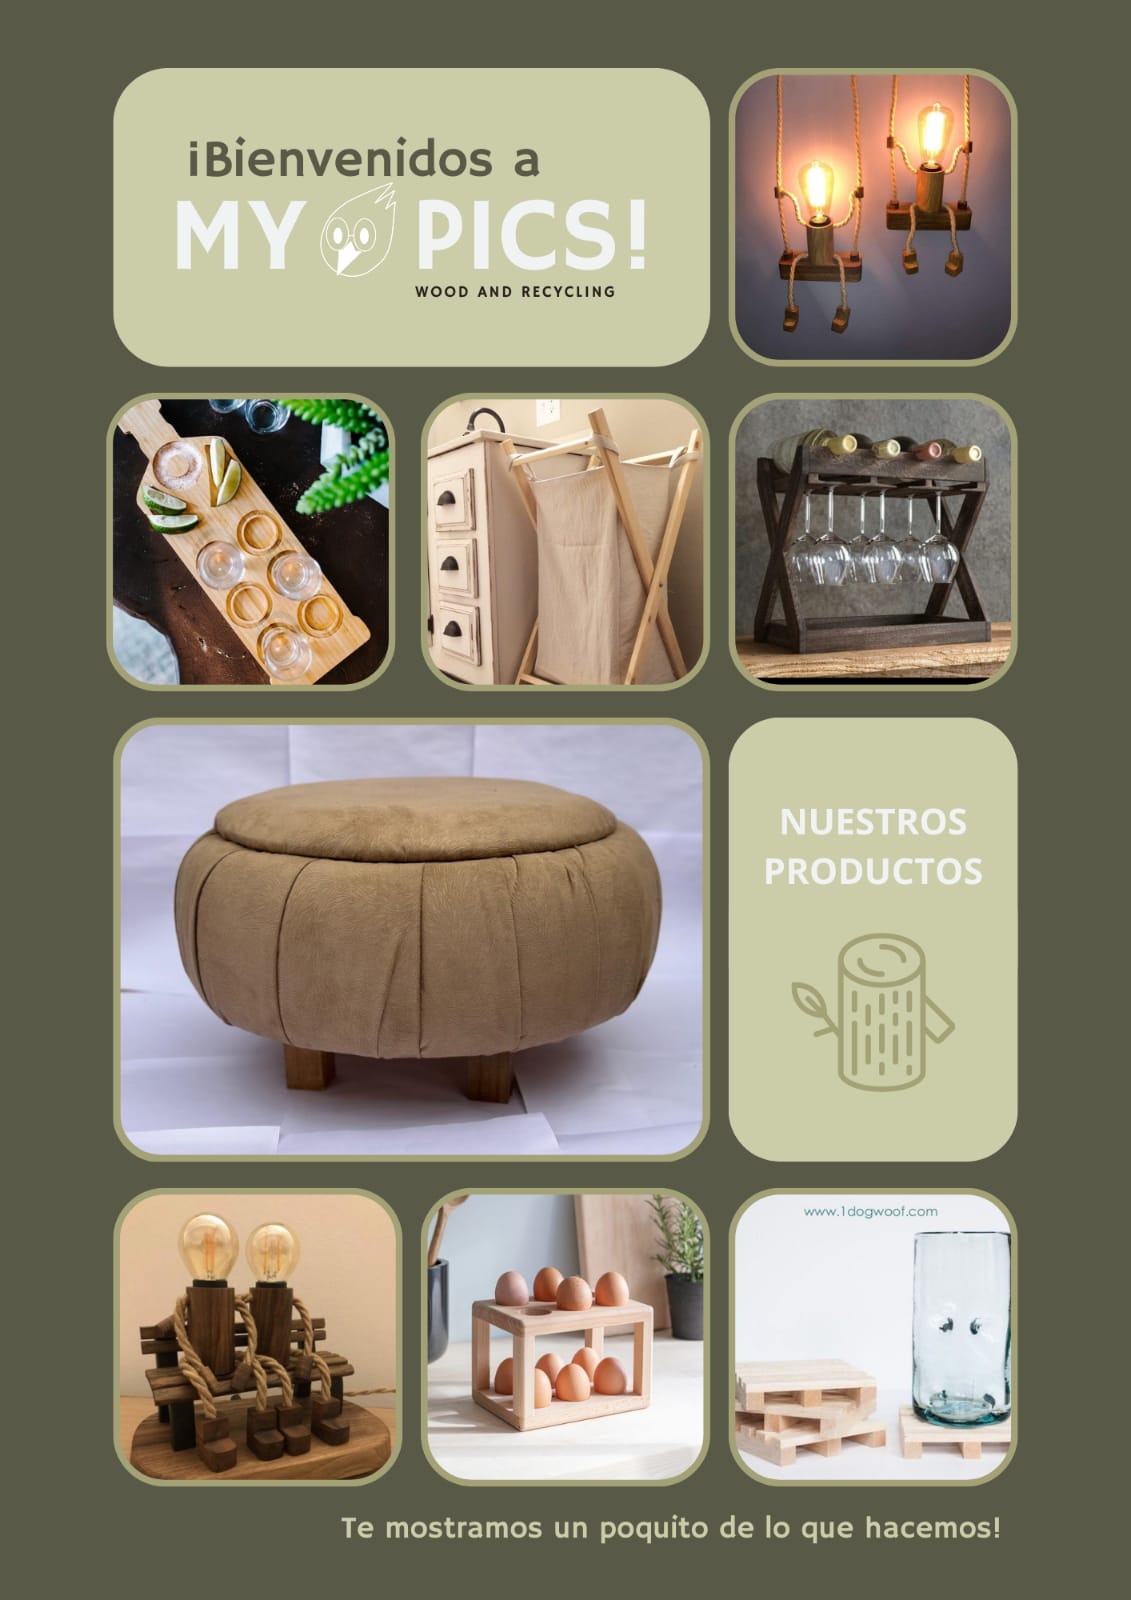 ¡Bienvenidos a
MY PICS!
WOOD AND RECYCLING
NUESTROS
PRODUCTOS
www.1dogwoof.com
Te mostramos un poquito de lo que hacemos!